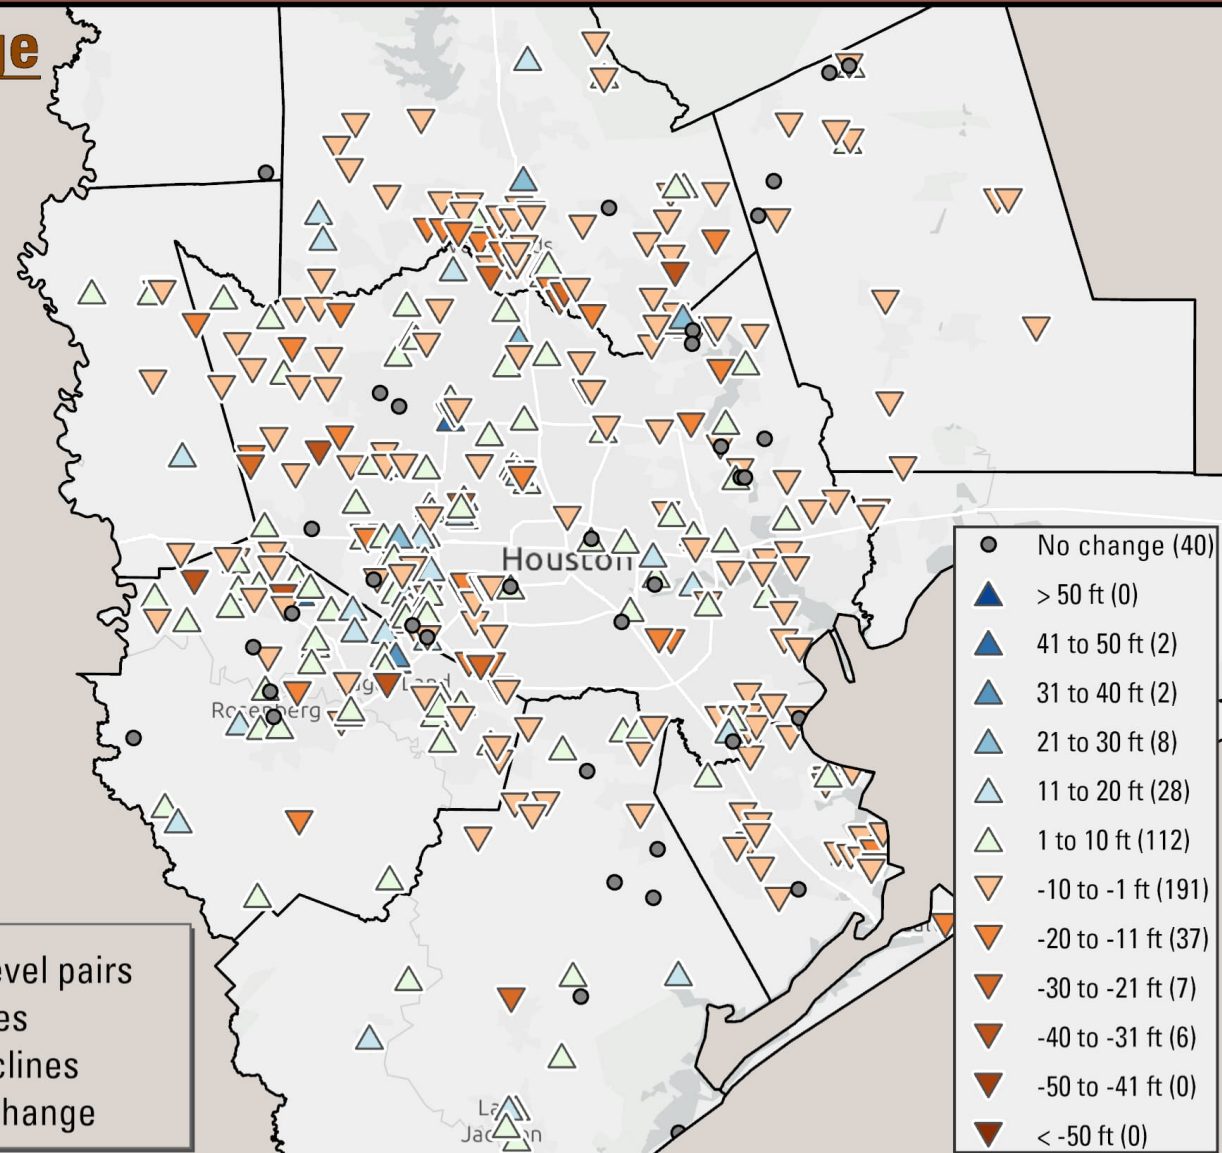 ge
Houston
Rosenberg
evel pairs
es
clines
hange
No change (40)
> 50 ft (0)
41 to 50 ft (2)
31 to 40 ft (2)
21 to 30 ft (8)
11 to 20 ft (28)
1 to 10 ft (112)
-10 to -1 ft (191)
-20 to -11 ft (37)
-30 to -21 ft (7)
-40 to -31 ft (6)
-50 to -41 ft (0)
< -50 ft (0)